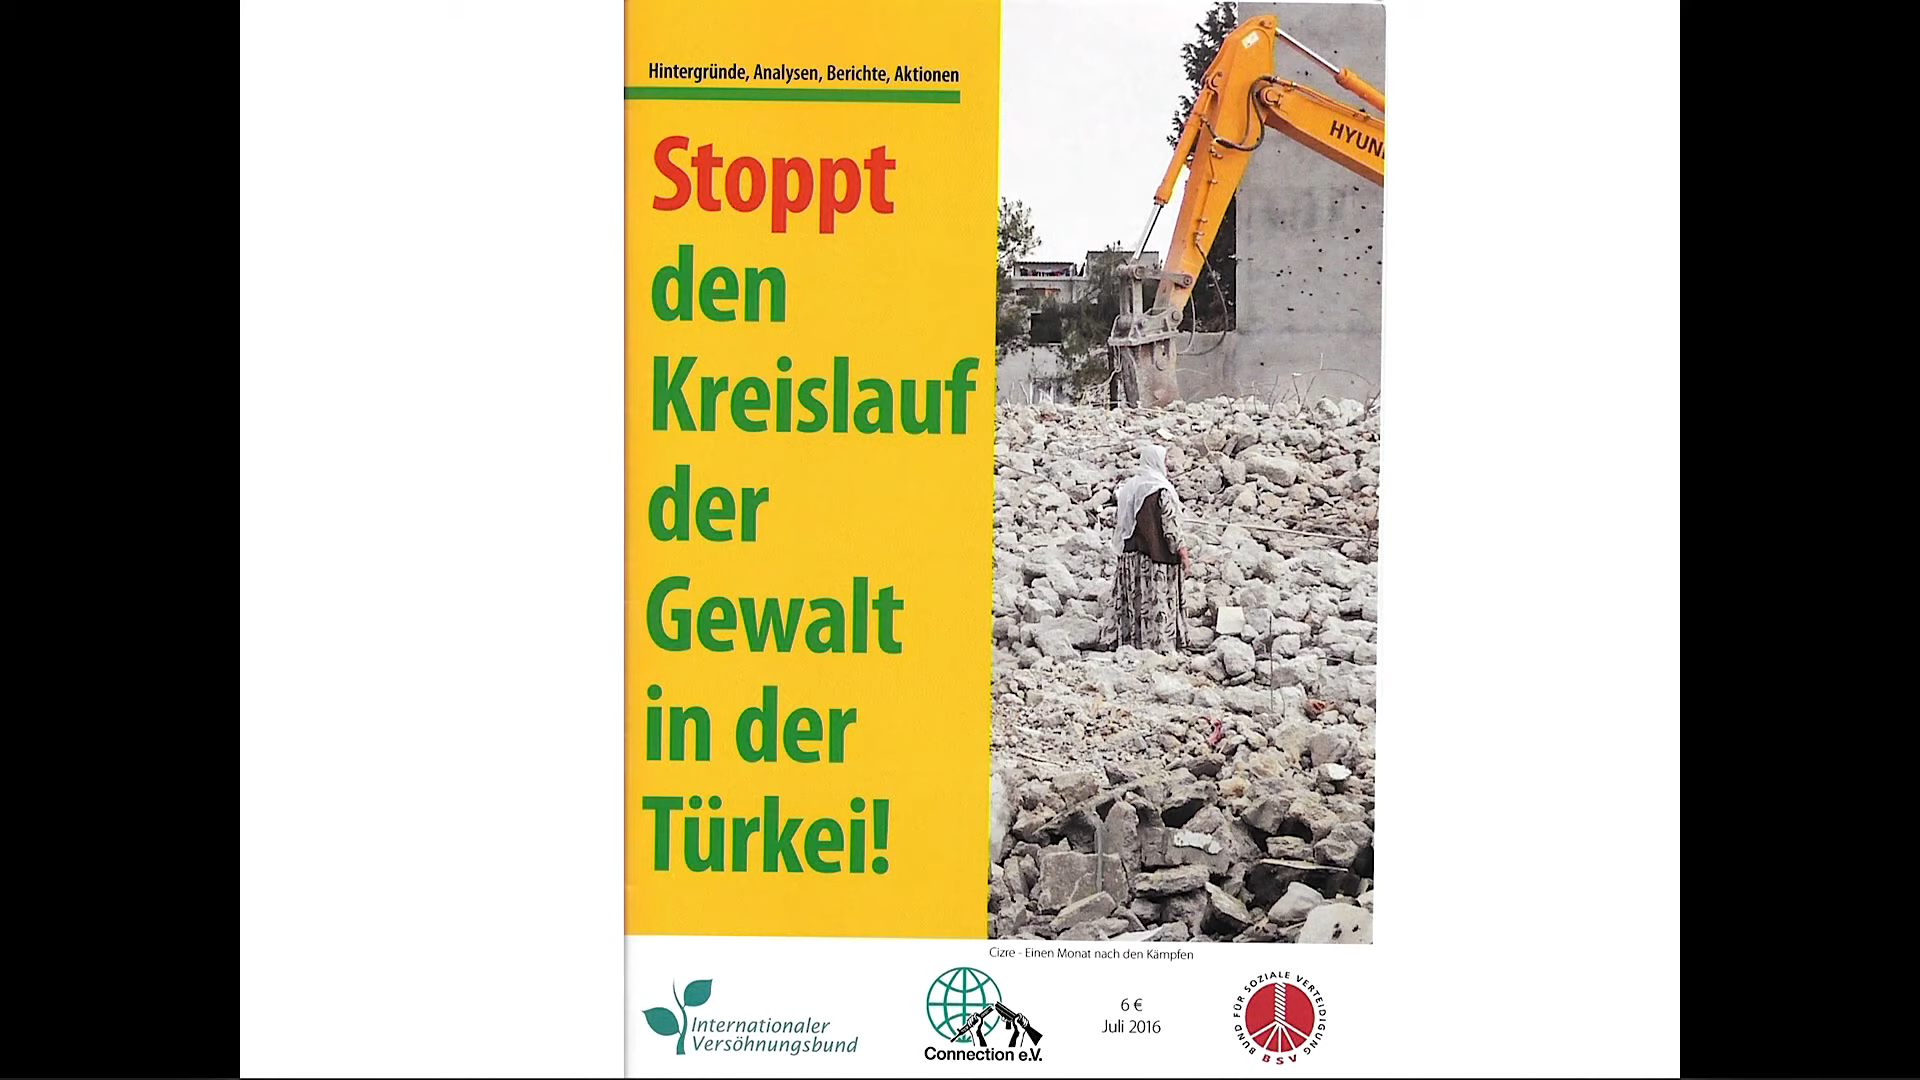 Hintergründe, Analysen, Berichte, Aktionen
Stoppt
den
Kreislauf
der
Gewalt
in der
Türkei!
HYUN
Cizre - Einen Monat nach den Kämpfen
Internationaler
Versöhnungsbund
Connection e.V.
6 €
Juli 2016
BUND FÜR SOZIALE VERTEIDIGUNG
BSV